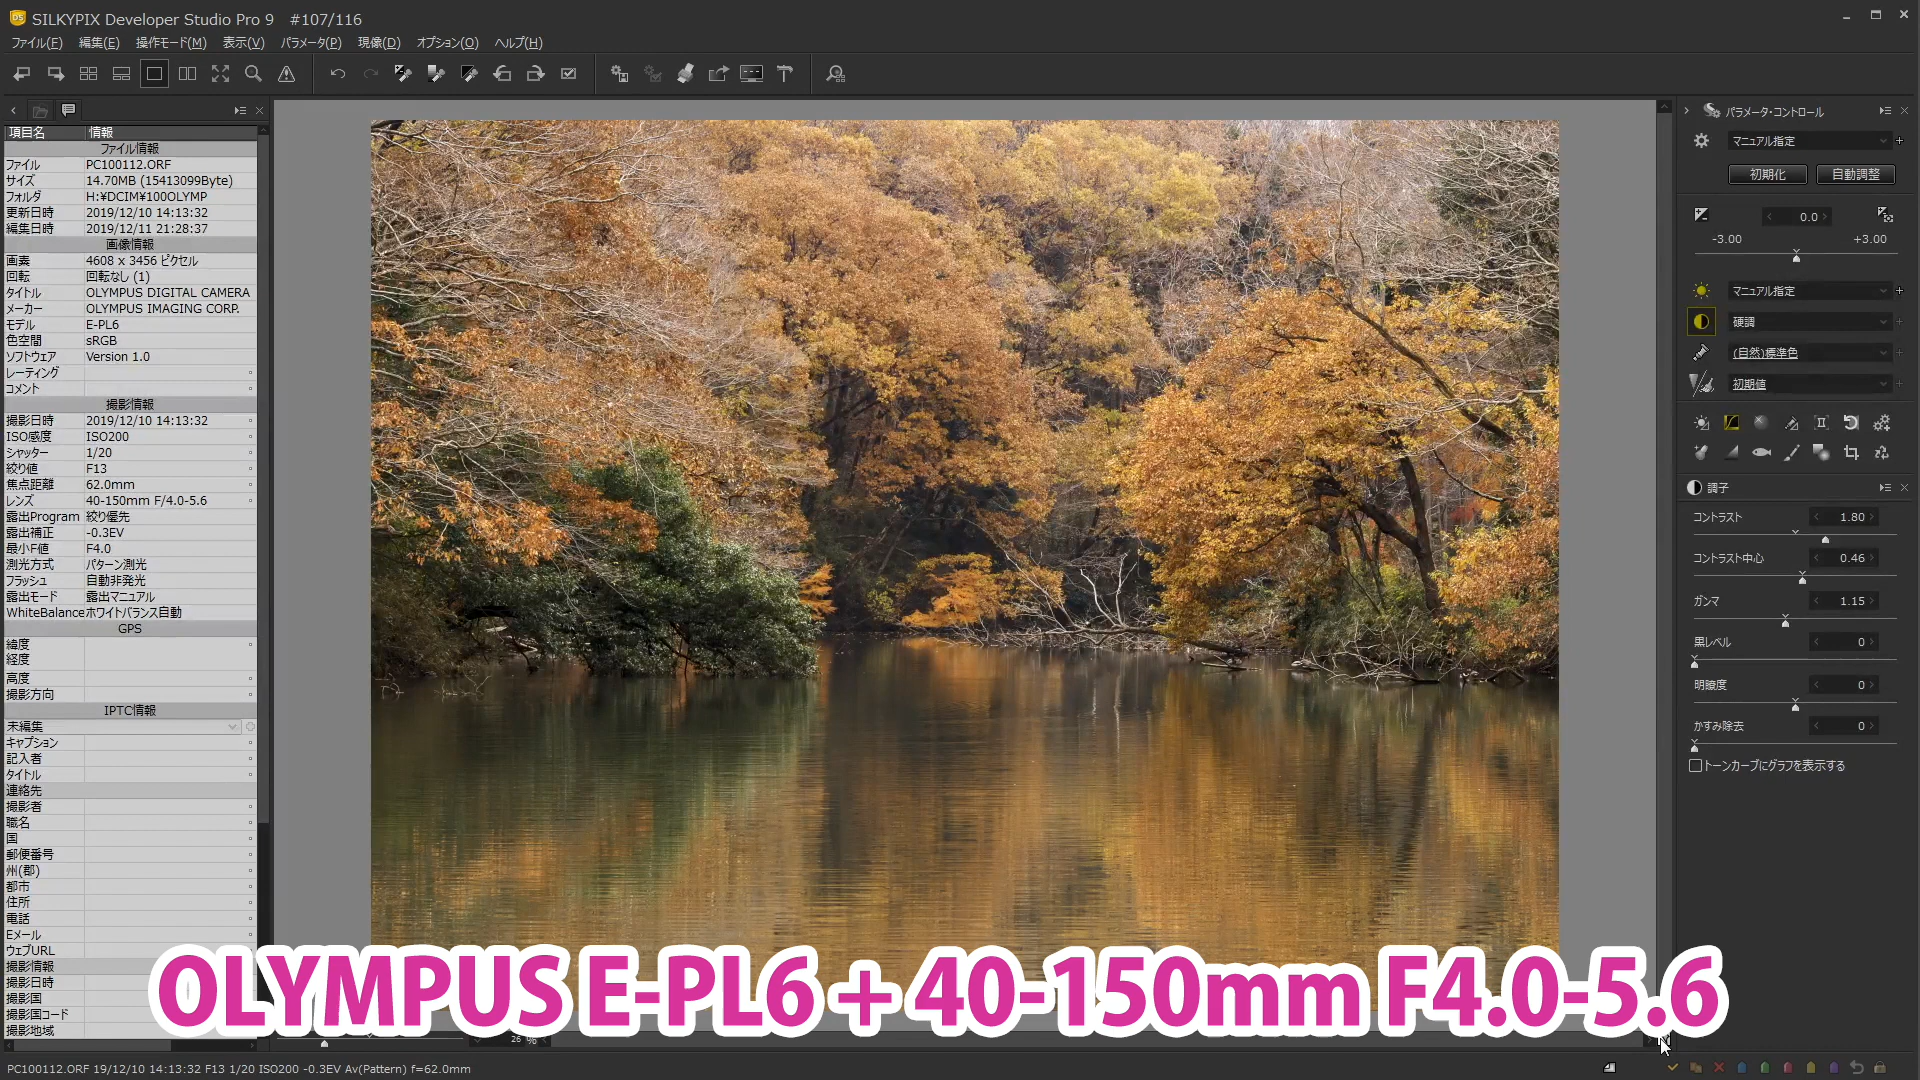 SILKYPIX Developer Studio Pro 9 #107/116
ファイル(F) 編集(E) 操作モード(M) 表示(V) パラメータ(P) 現像(D) オプション(O) ヘルプ(H)
項目名 情報
ファイル情報
ファイル PC100112.ORF
サイズ 14.70MB (15413099Byte)
フォルダ H:¥DCIM¥100OLYMP
更新日時 2019/12/10 14:13:32
編集日時 2019/12/11 21:28:37
画像情報
画素 4608 x 3456 ピクセル
回転 回転なし (1)
タイトル OLYMPUS DIGITAL CAMERA
メーカー OLYMPUS IMAGING CORP.
モデル E-PL6
色空間 sRGB
ソフトウェア Version 1.0
レーティング
コメント
撮影情報
撮影日時 2019/12/10 14:13:32
ISO感度 ISO200
シャッター 1/20
絞り値 F13
焦点距離 62.0mm
レンズ 40-150mm F/4.0-5.6
露出Program 絞り優先
露出補正 -0.3EV
最小F値 F4.0
測光方式 パターン測光
フラッシュ 自動非発光
露出モード 露出マニュアル
WhiteBalance ホワイトバランス自動
GPS
緯度
経度
高度
撮影方向
IPTC情報
未編集
キャプション
記入者
タイトル
連絡先
撮影者
職名
国
郵便番号
州(郡)
都市
住所
電話
Eメール
ウェブURL
撮影情報
撮影日時
撮影国
撮影国コード
撮影地域
パラメータ・コントロール
マニュアル指定
初期化 自動調整
0.0
-3.00 +3.00
マニュアル指定
硬調
(自然)標準色
初期値
調子
コントラスト 1.80
コントラスト中心 0.46
ガンマ 1.15
黒レベル 0
明瞭度 0
かすみ除去 0
トーンカーブにグラフを表示する
OLYMPUS E-PL6 + 40-150mm F4.0-5.6
26 %
PC100112.ORF 19/12/10 14:13:32 F13 1/20 ISO200 -0.3EV Av(Pattern) f=62.0mm